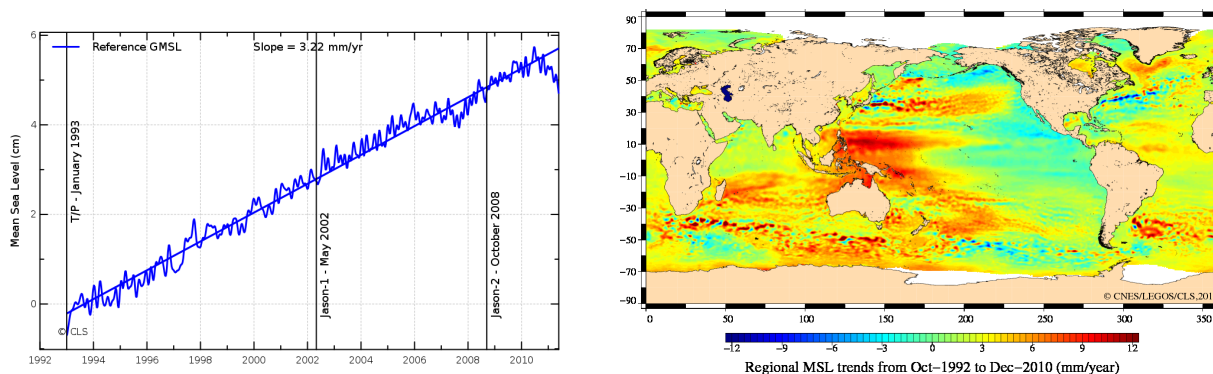 Reference GMSL
Slope = 3.22 mm/yr
Mean Sea Level (cm)
6
4
2
0
T/P - January 1993
Jason-1 - May 2002
Jason-2 - October 2008
© CLS
1992 1994 1996 1998 2000 2002 2004 2006 2008 2010
90
70
50
30
10
−10
−30
−50
−70
−90
© CNES/LEGOS/CLS,201
0 50 100 150 200 250 300 35
−12 −9 −6 −3 0 3 6 9 12
Regional MSL trends from Oct−1992 to Dec−2010 (mm/year)